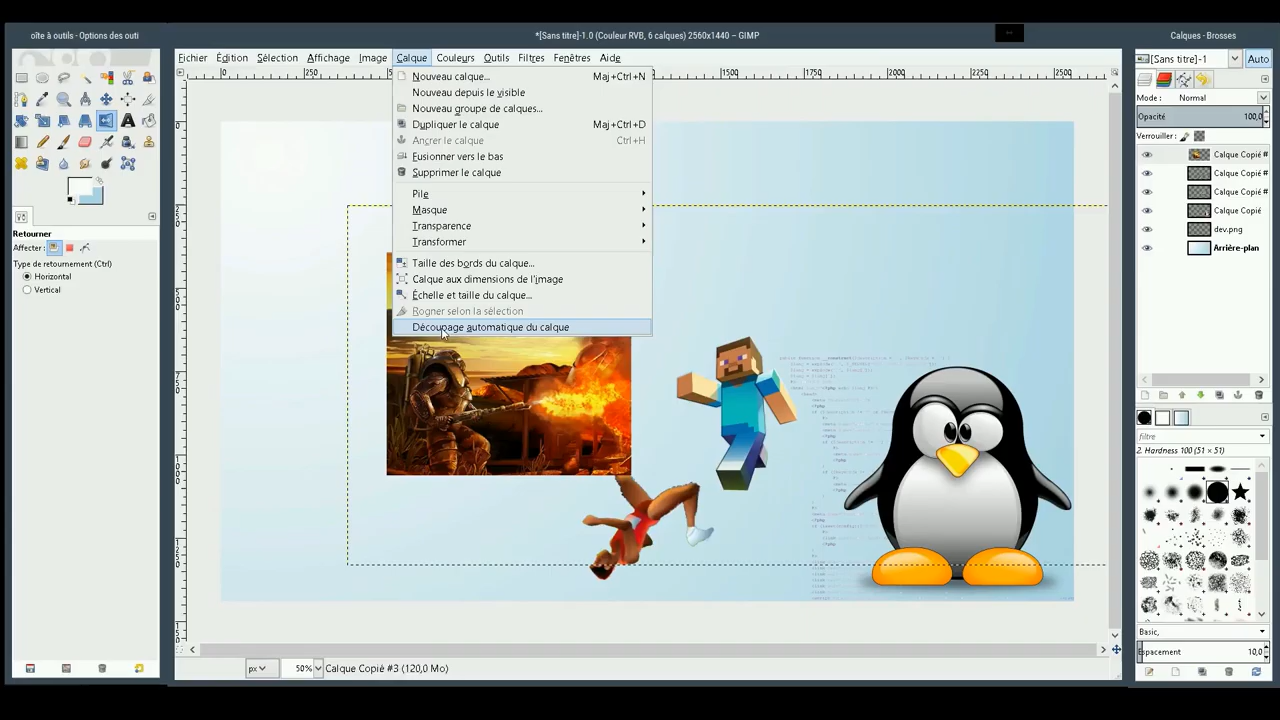 oîte à outils - Options des outi
*[Sans titre]-1.0 (Couleur RVB, 6 calques) 2560x1440 – GIMP
Calques - Brosses
Fichier Édition Sélection Affichage Image Calque Couleurs Outils Filtres Fenêtres Aide
[Sans titre]-1
Auto
0
1500
2000
2500
Nouveau calque... Maj+Ctrl+N
Nouveau depuis le visible
Nouveau groupe de calques...
Dupliquer le calque Maj+Ctrl+D
Ancrer le calque Ctrl+H
Fusionner vers le bas
Supprimer le calque
Pile
Masque
Transparence
Transformer
Taille des bords du calque...
Calque aux dimensions de l'image
Échelle et taille du calque...
Rogner selon la sélection
Découpage automatique du calque
Retourner
Affecter :
Type de retournement (Ctrl)
Horizontal
Vertical
Mode : Normal
Opacité 100,0
Verrouiller :
Calque Copié #
Calque Copié #
Calque Copié #
Calque Copié
dev.png
Arrière-plan
filtre
2. Hardness 100 (51 × 51)
Basic,
Espacement 10,0
px
50%
Calque Copié #3 (120,0 Mo)